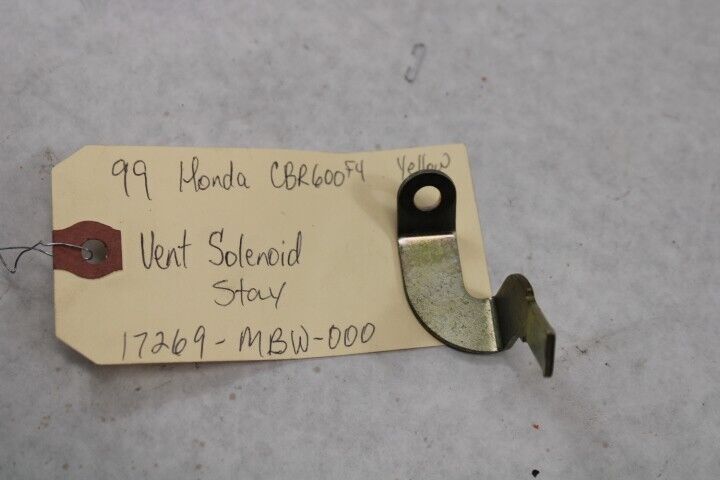 99 Honda CBR600F4 Yellow
Vent Solenoid
Stay
17269-MBW-000